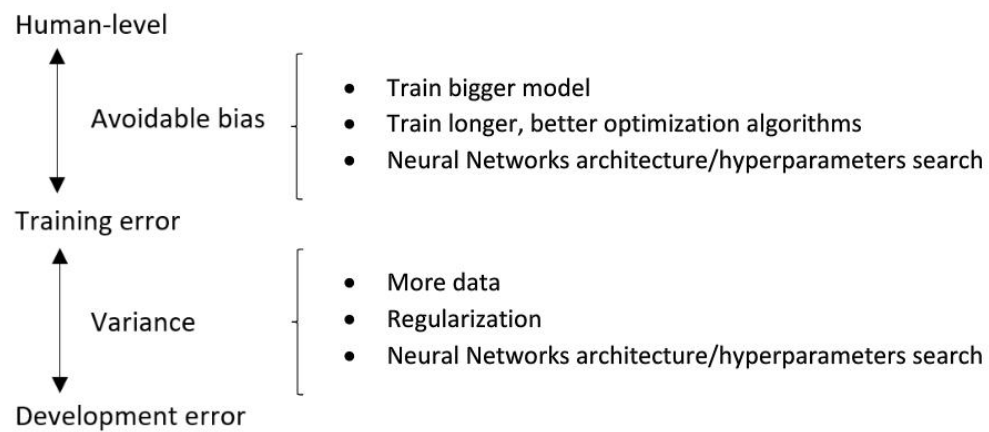 Human-level
Avoidable bias
• Train bigger model
• Train longer, better optimization algorithms
• Neural Networks architecture/hyperparameters search
Training error
Variance
• More data
• Regularization
• Neural Networks architecture/hyperparameters search
Development error